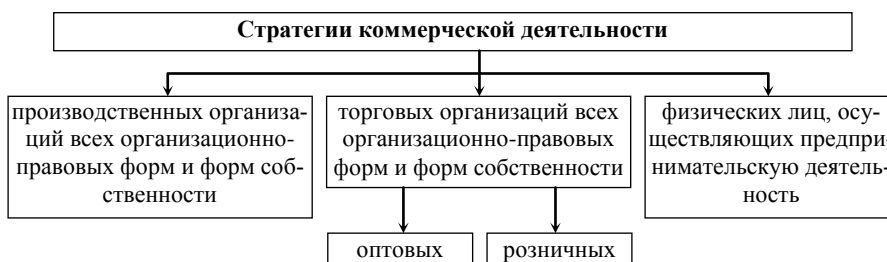 Стратегии коммерческой деятельности
производственных организа-
ций всех организационно-
правовых форм и форм соб-
ственности
торговых организаций всех
организационно-правовых
форм и форм собственности
физических лиц, осу-
ществляющих предпри-
нимательскую деятель-
ность
оптовых
розничных